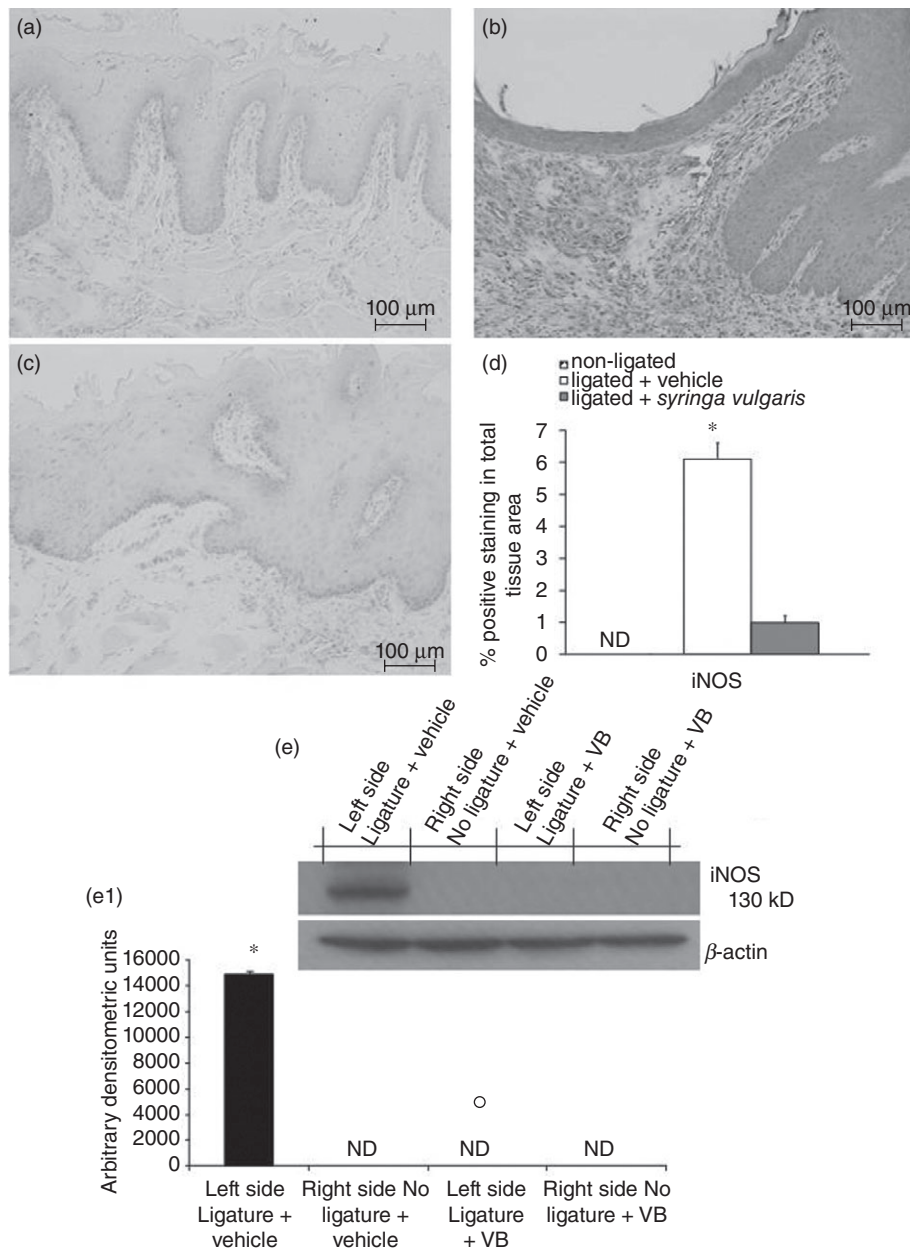 (a)
100 µm
(b)
100 µm
(c)
100 µm
(d)
non-ligated
ligated + vehicle
ligated + syringa vulgaris
% positive staining in total
tissue area
7
6
5
4
3
2
1
0
*
ND
iNOS
(e)
Left side
Ligature + vehicle
Right side
No ligature + vehicle
Left side
Ligature + VB
Right side
No ligature + VB
iNOS
130 kD
β-actin
(e1)
Arbitrary densitometric units
16000
14000
12000
10000
8000
6000
4000
2000
0
*
ND
ND
ND
Left side
Ligature +
vehicle
Right side No
ligature +
vehicle
Left side
Ligature
+ VB
Right side No
ligature + VB